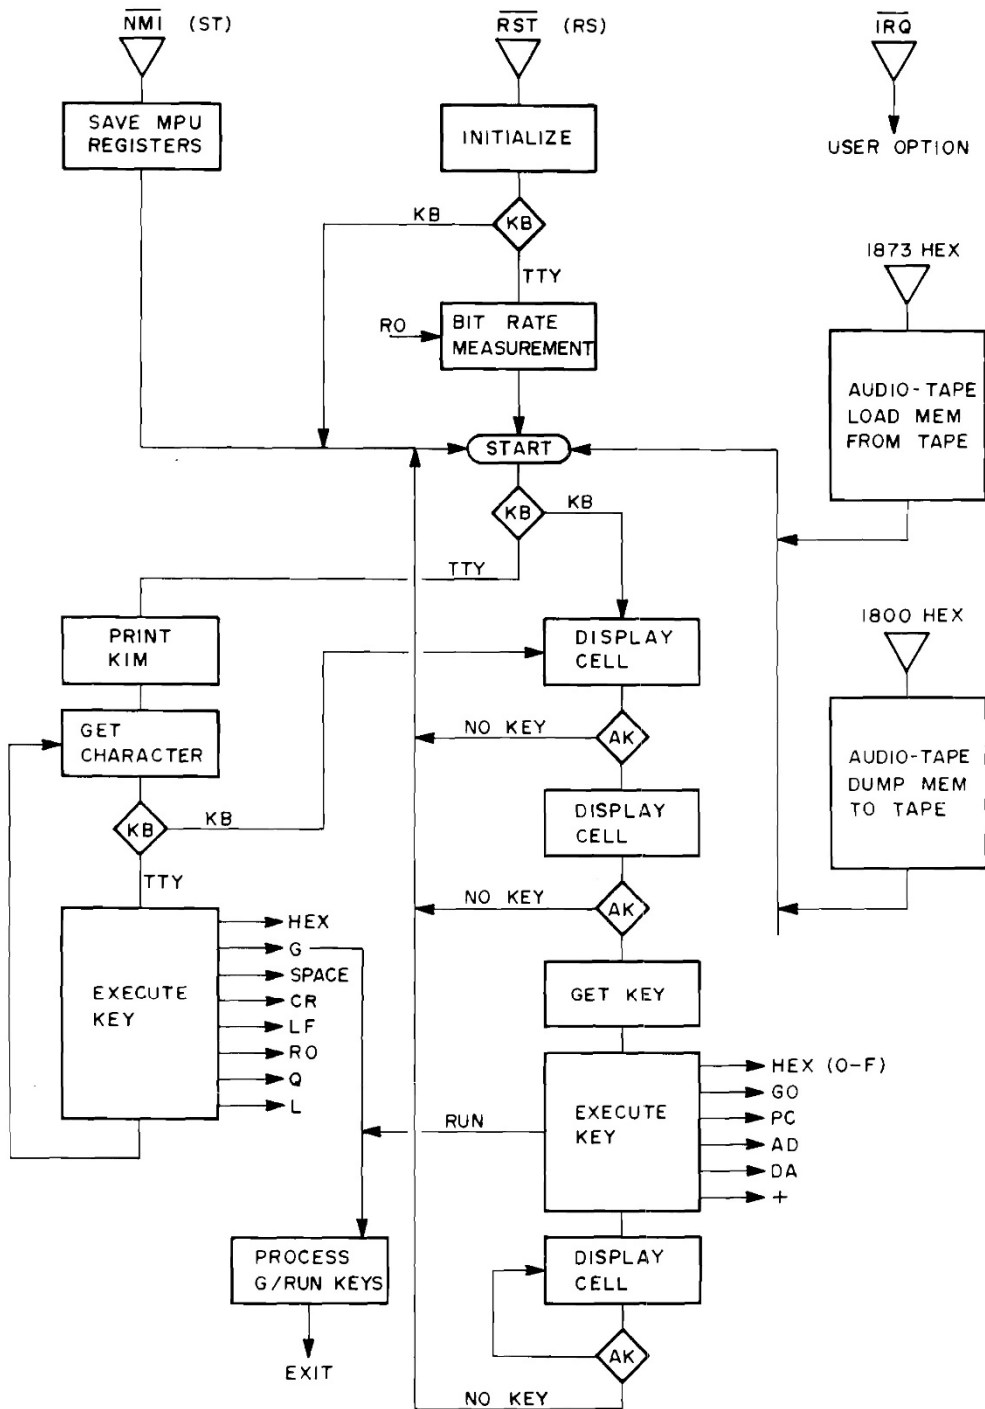 NMI (ST)
RST (RS)
IRQ
SAVE MPU
REGISTERS
INITIALIZE
USER OPTION
KB
KB
TTY
RO
BIT RATE
MEASUREMENT
1873 HEX
AUDIO-TAPE
LOAD MEM
FROM TAPE
START
KB
KB
TTY
PRINT
KIM
DISPLAY
CELL
1800 HEX
GET
CHARACTER
NO KEY
AK
AUDIO-TAPE
DUMP MEM
TO TAPE
KB
KB
DISPLAY
CELL
TTY
NO KEY
AK
EXECUTE
KEY
HEX
G
SPACE
CR
LF
RO
Q
L
GET KEY
RUN
EXECUTE
KEY
HEX (0-F)
GO
PC
AD
DA
+
PROCESS
G/RUN KEYS
EXIT
DISPLAY
CELL
AK
NO KEY